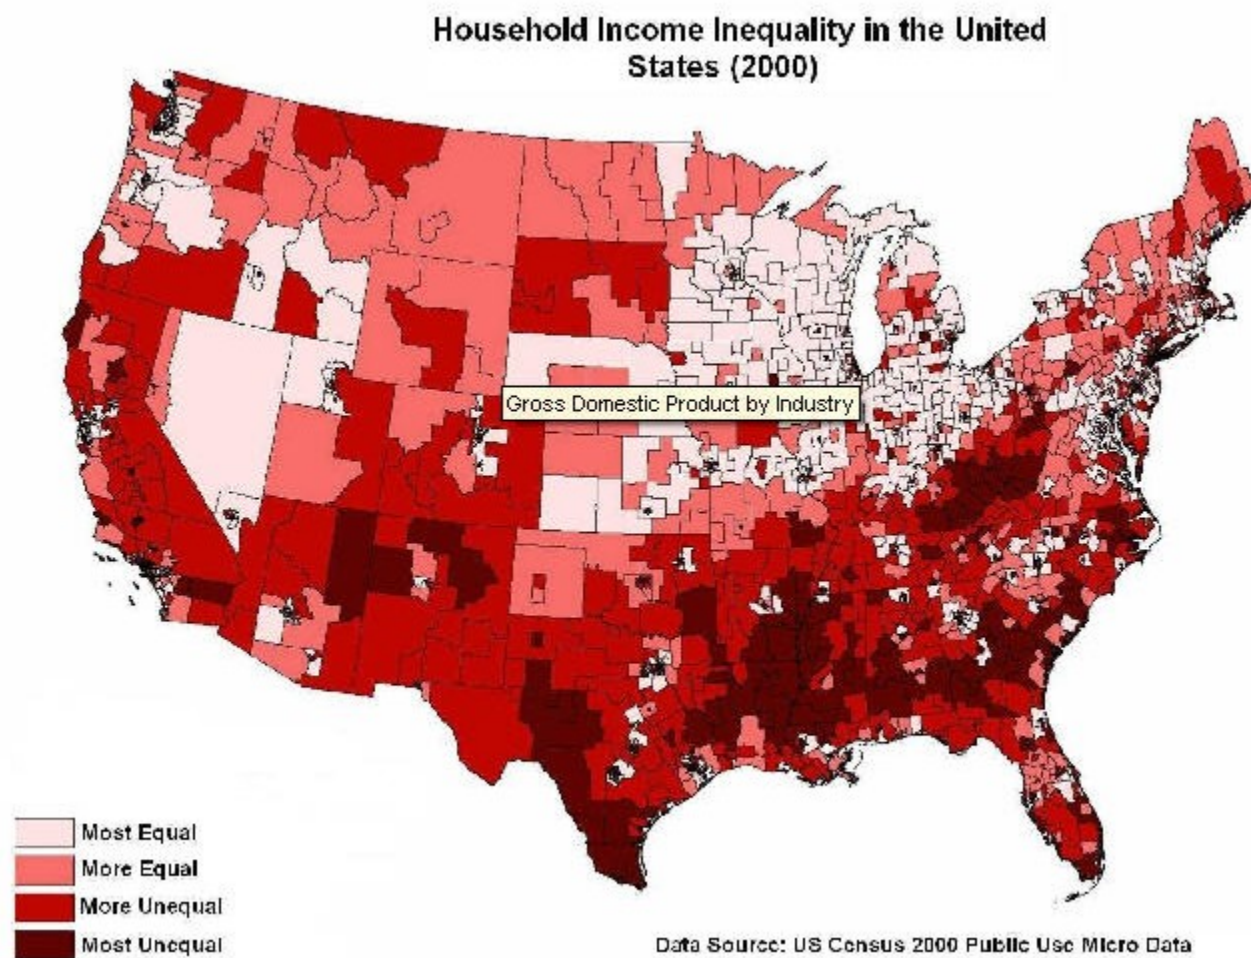 Household Income Inequality in the United
States (2000)
Gross Domestic Product by Industry
Most Equal
More Equal
More Unequal
Most Unequal
Data Source: US Census 2000 Public Use Micro Data